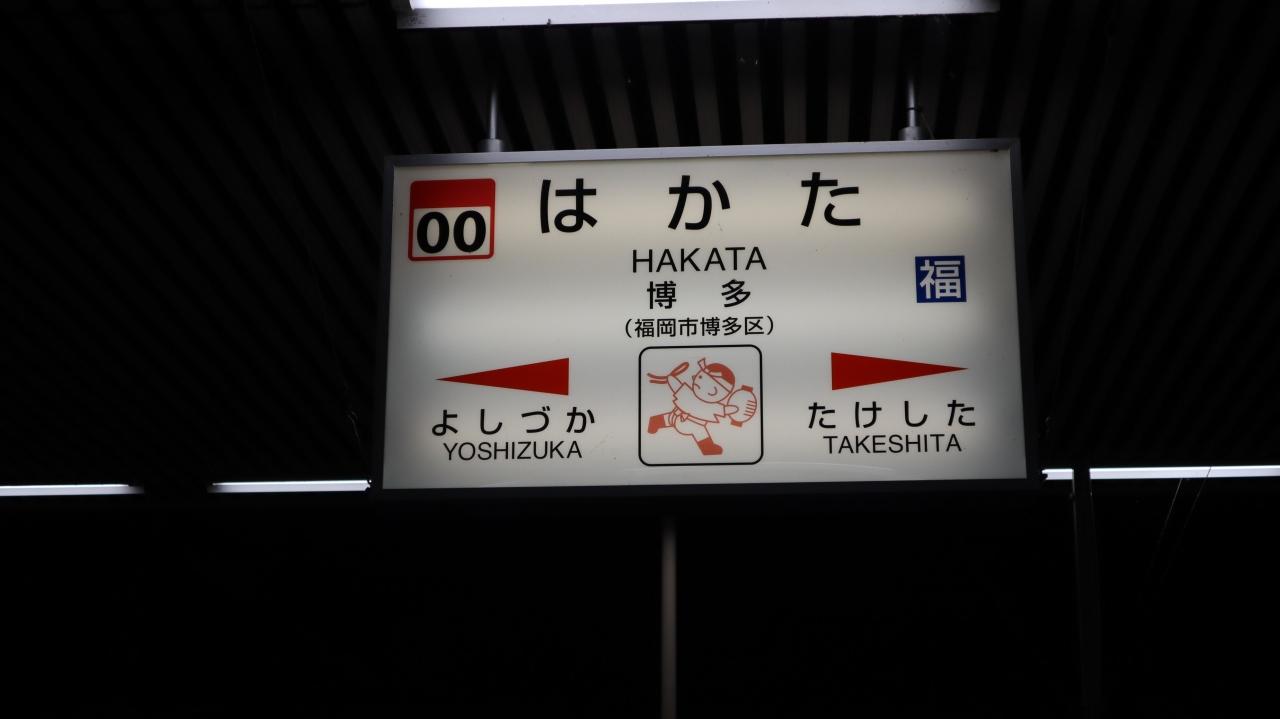 00
はかた
HAKATA
博多
福
（福岡市博多区）
よしづか
たけした
YOSHIZUKA
TAKESHITA